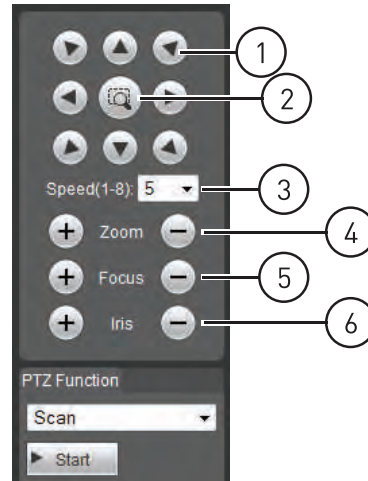 1
2
Speed(1-8): 5 3
Zoom 4
Focus 5
Iris 6
PTZ Function
Scan
Start